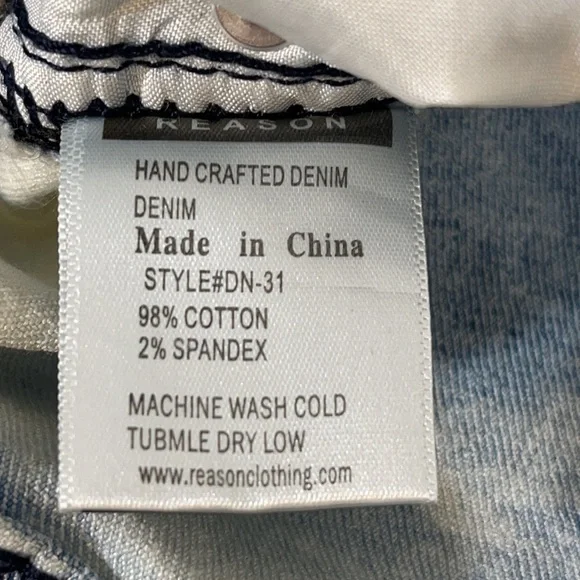 REASON
HAND CRAFTED DENIM
DENIM
Made in China
STYLE#DN-31
98% COTTON
2% SPANDEX
MACHINE WASH COLD
TUBMLE DRY LOW
www.reasonclothing.com